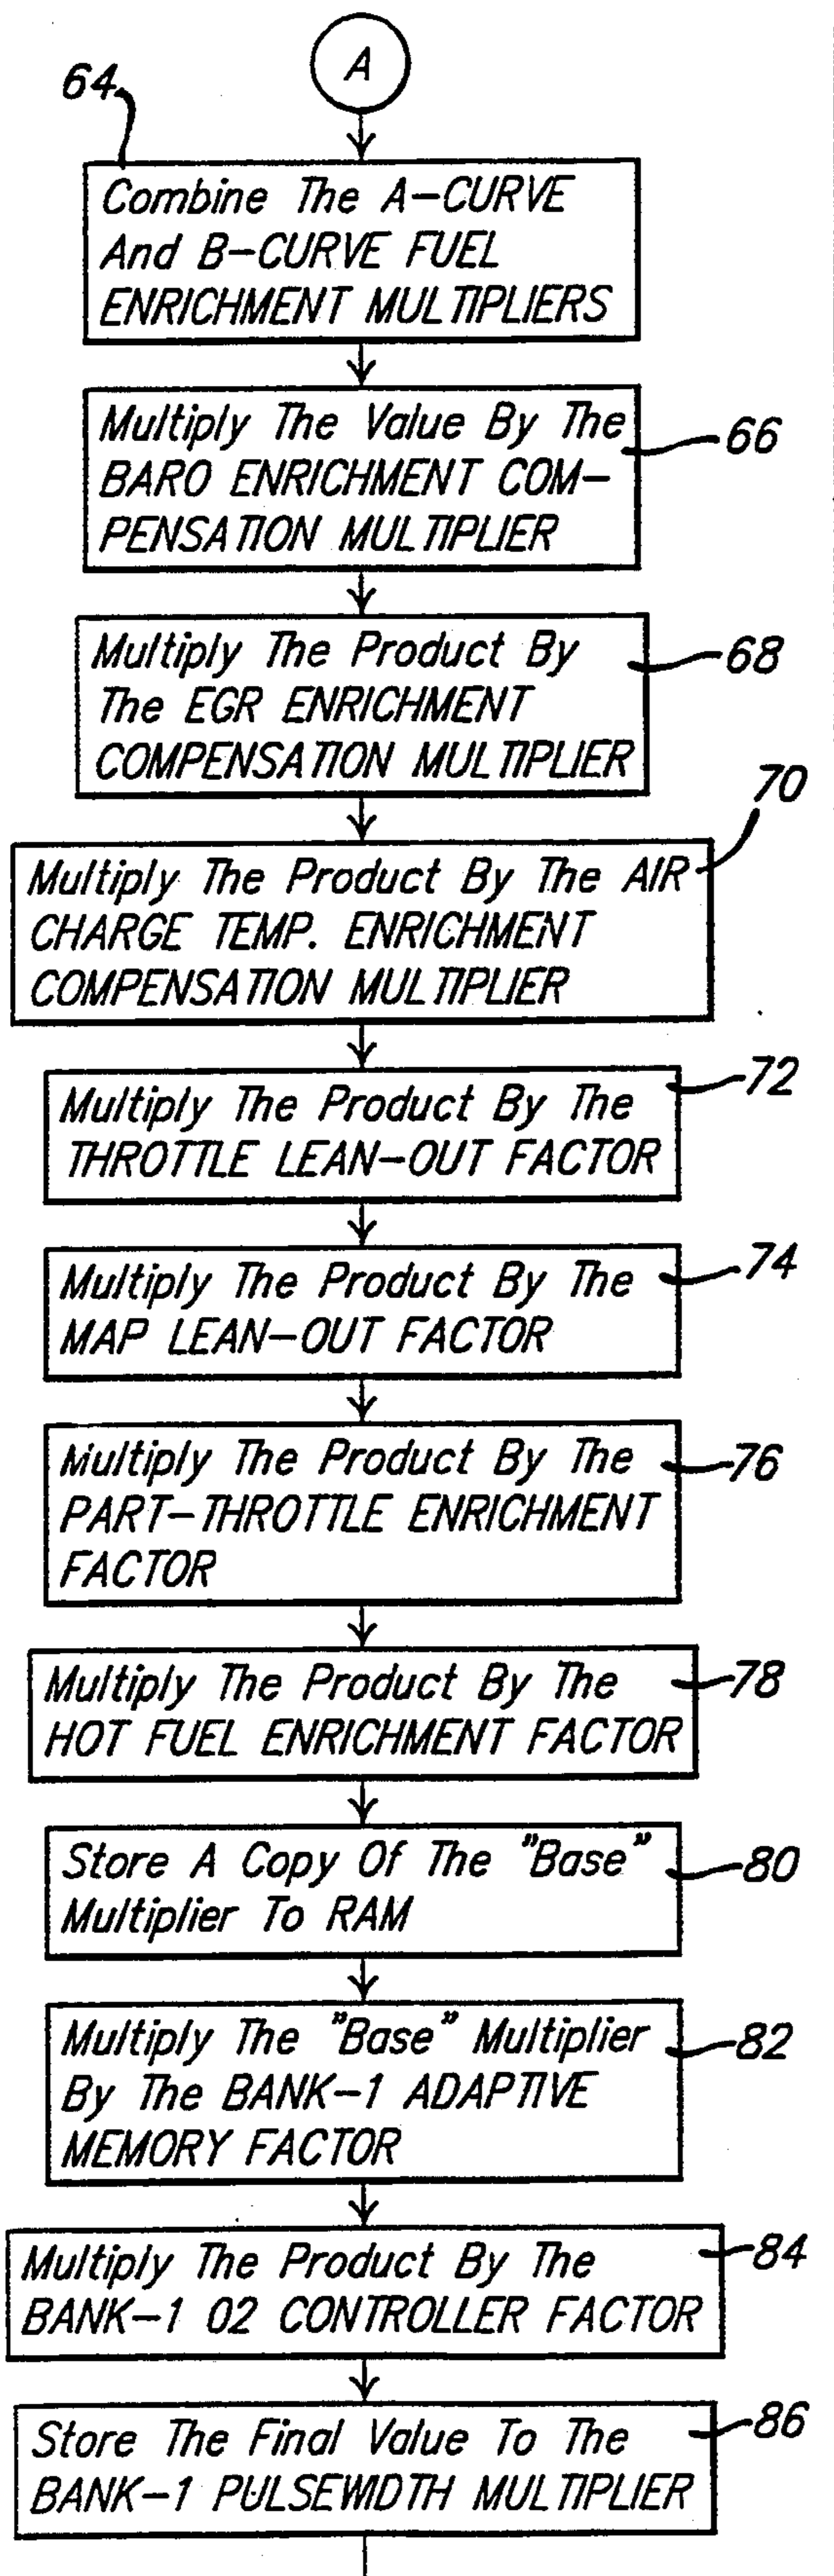 A
64
Combine The A-CURVE
And B-CURVE FUEL
ENRICHMENT MULTIPLIERS
Multiply The Value By The
BARO ENRICHMENT COM-
PENSATION MULTIPLIER
66
Multiply The Product By
The EGR ENRICHMENT
COMPENSATION MULTIPLIER
68
70
Multiply The Product By The AIR
CHARGE TEMP. ENRICHMENT
COMPENSATION MULTIPLIER
Multiply The Product By The
THROTTLE LEAN-OUT FACTOR
72
Multiply The Product By The
MAP LEAN-OUT FACTOR
74
Multiply The Product By The
PART-THROTTLE ENRICHMENT
FACTOR
76
Multiply The Product By The
HOT FUEL ENRICHMENT FACTOR
78
Store A Copy Of The "Base"
Multiplier To RAM
80
Multiply The "Base" Multiplier
By The BANK-1 ADAPTIVE
MEMORY FACTOR
82
Multiply The Product By The
BANK-1 O2 CONTROLLER FACTOR
84
Store The Final Value To The
BANK-1 PULSEWIDTH MULTIPLIER
86